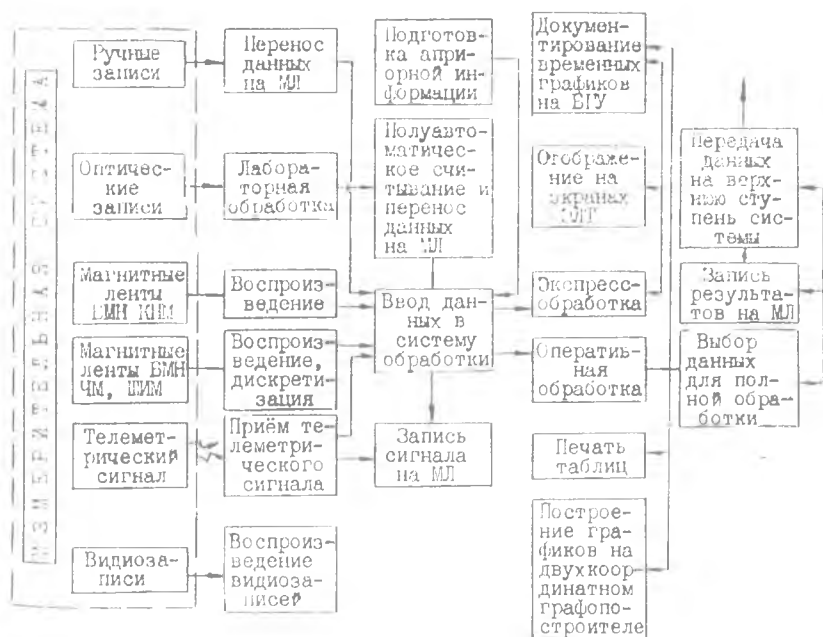 ИЗМЕРИТЕЛЬНАЯ СИСТЕМА
Ручные
записи
Оптичес-
кие
записи
Магнитные
ленты
БМН КИМ
Магнитные
ленты БМН
ЧМ, ШИМ
Телемет-
рический
сигнал
Видиоза-
писи
Перенос
данных
на МЛ
Лабора-
торная
обработка
Воспроиз-
ведение
Воспроиз-
ведение,
дискрети-
зация
Приём те-
леметри-
ческого
сигнала
Воспроиз-
ведение
видиоза-
писей
Подготов-
ка апри-
орной ин-
формации
Полуавто-
матичес-
кое счи-
тывание и
перенос
данных
на МЛ
Ввод дан-
ных в
систему
обработки
Запись
сигнала
на МЛ
Докумен-
тирование
временных
графиков
на БГУ
Отображе-
ние на
экранах
ЭЛТ
Экспресс-
обработка
Оператив-
ная
обработка
Печать
таблиц
Построе-
ние гра-
фиков на
двухкоор-
динатном
графопо-
строителе
Передача
данных
на верх-
нюю сту-
пень сис-
темы
Запись
результа-
тов на МЛ
Выбор
данных
для пол-
ной обра-
ботки